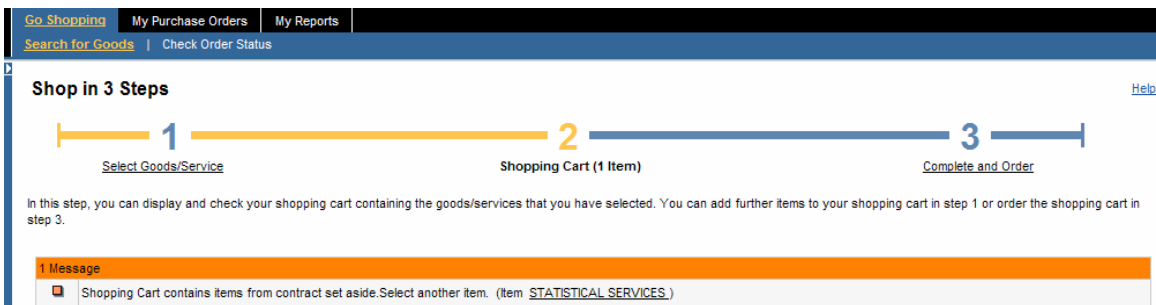 Go Shopping My Purchase Orders My Reports
Search for Goods | Check Order Status
Shop in 3 Steps
Help
1 2 3
Select Goods/Service Shopping Cart (1 Item) Complete and Order
In this step, you can display and check your shopping cart containing the goods/services that you have selected. You can add further items to your shopping cart in step 1 or order the shopping cart in
step 3.
1 Message
Shopping Cart contains items from contract set aside.Select another item. (Item STATISTICAL SERVICES )